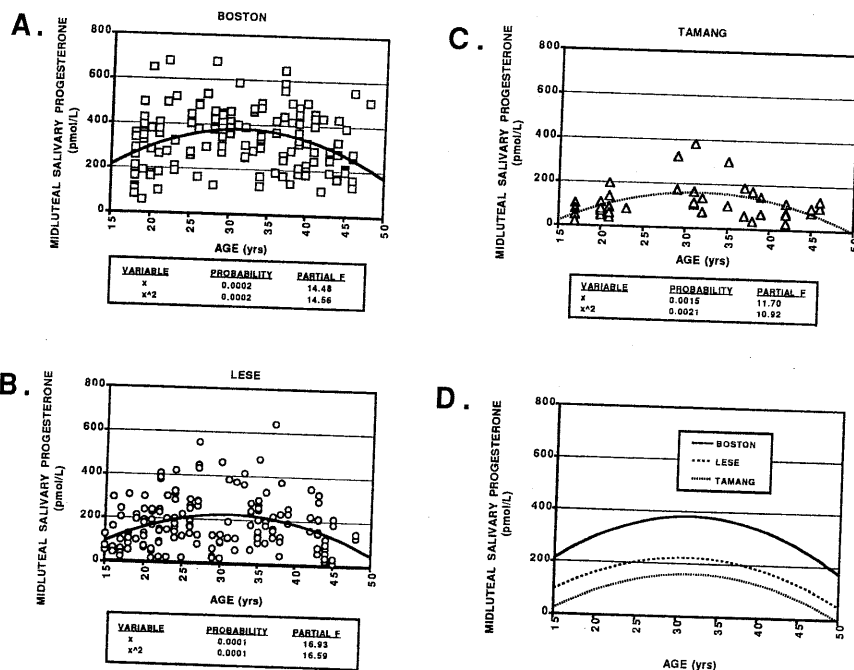 A.
BOSTON
MIDLUTEAL SALIVARY PROGESTERONE
(pmol/L)
800
600
400
200
0
15
20
25
30
35
40
45
50
AGE (yrs)
VARIABLE PROBABILITY PARTIAL F
x 0.0002 14.48
x^2 0.0002 14.56
B.
LESE
MIDLUTEAL SALIVARY PROGESTERONE
(pmol/L)
800
600
400
200
0
15
20
25
30
35
40
45
50
AGE (yrs)
VARIABLE PROBABILITY PARTIAL F
x 0.0001 16.93
x^2 0.0001 16.59
C.
TAMANG
MIDLUTEAL SALIVARY PROGESTERONE
(pmol/L)
800
600
400
200
0
15
20
25
30
35
40
45
50
AGE (yrs)
VARIABLE PROBABILITY PARTIAL F
x 0.0015 11.70
x^2 0.0021 10.92
D.
MIDLUTEAL SALIVARY PROGESTERONE
(pmol/L)
800
600
400
200
0
BOSTON
LESE
TAMANG
15
20
25
30
35
40
45
50
AGE (yrs)